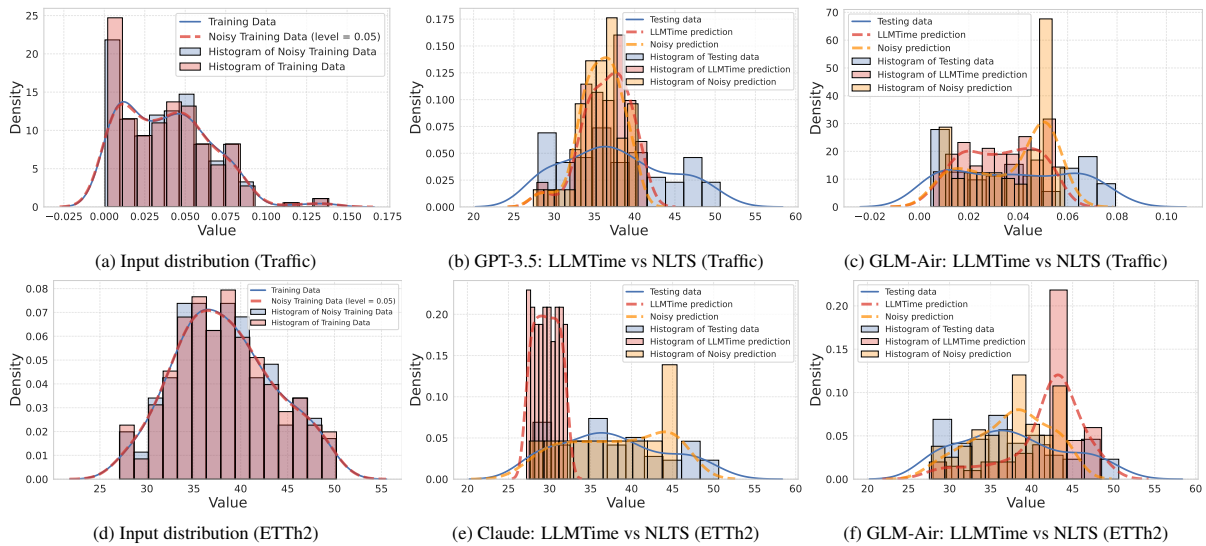 Training Data
Noisy Training Data (level = 0.05)
Histogram of Noisy Training Data
Histogram of Training Data
Density
25
20
15
10
5
0
−0.025 0.000 0.025 0.050 0.075 0.100 0.125 0.150 0.175
Value
(a) Input distribution (Traffic)
Testing data
LLMTime prediction
Noisy prediction
Histogram of Testing data
Histogram of LLMTime prediction
Histogram of Noisy prediction
Density
0.175
0.150
0.125
0.100
0.075
0.050
0.025
0.000
20 25 30 35 40 45 50 55 60
Value
(b) GPT-3.5: LLMTime vs NLTS (Traffic)
Testing data
LLMTime prediction
Noisy prediction
Histogram of Testing data
Histogram of LLMTime prediction
Histogram of Noisy prediction
Density
70
60
50
40
30
20
10
0
−0.02 0.00 0.02 0.04 0.06 0.08 0.10
Value
(c) GLM-Air: LLMTime vs NLTS (Traffic)
Training Data
Noisy Training Data (level = 0.05)
Histogram of Noisy Training Data
Histogram of Training Data
Density
0.08
0.07
0.06
0.05
0.04
0.03
0.02
0.01
0.00
25 30 35 40 45 50 55
Value
(d) Input distribution (ETTh2)
Testing data
LLMTime prediction
Noisy prediction
Histogram of Testing data
Histogram of LLMTime prediction
Histogram of Noisy prediction
Density
0.20
0.15
0.10
0.05
0.00
20 25 30 35 40 45 50 55 60
Value
(e) Claude: LLMTime vs NLTS (ETTh2)
Testing data
LLMTime prediction
Noisy prediction
Histogram of Testing data
Histogram of LLMTime prediction
Histogram of Noisy prediction
Density
0.20
0.15
0.10
0.05
0.00
20 25 30 35 40 45 50 55 60
Value
(f) GLM-Air: LLMTime vs NLTS (ETTh2)